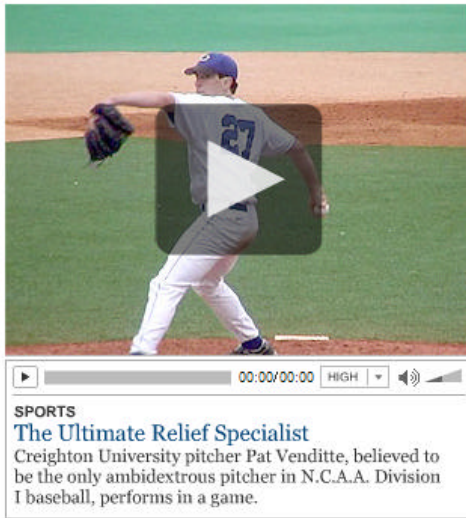 27
00:00/00:00 HIGH
SPORTS
The Ultimate Relief Specialist
Creighton University pitcher Pat Venditte, believed to
be the only ambidextrous pitcher in N.C.A.A. Division
I baseball, performs in a game.